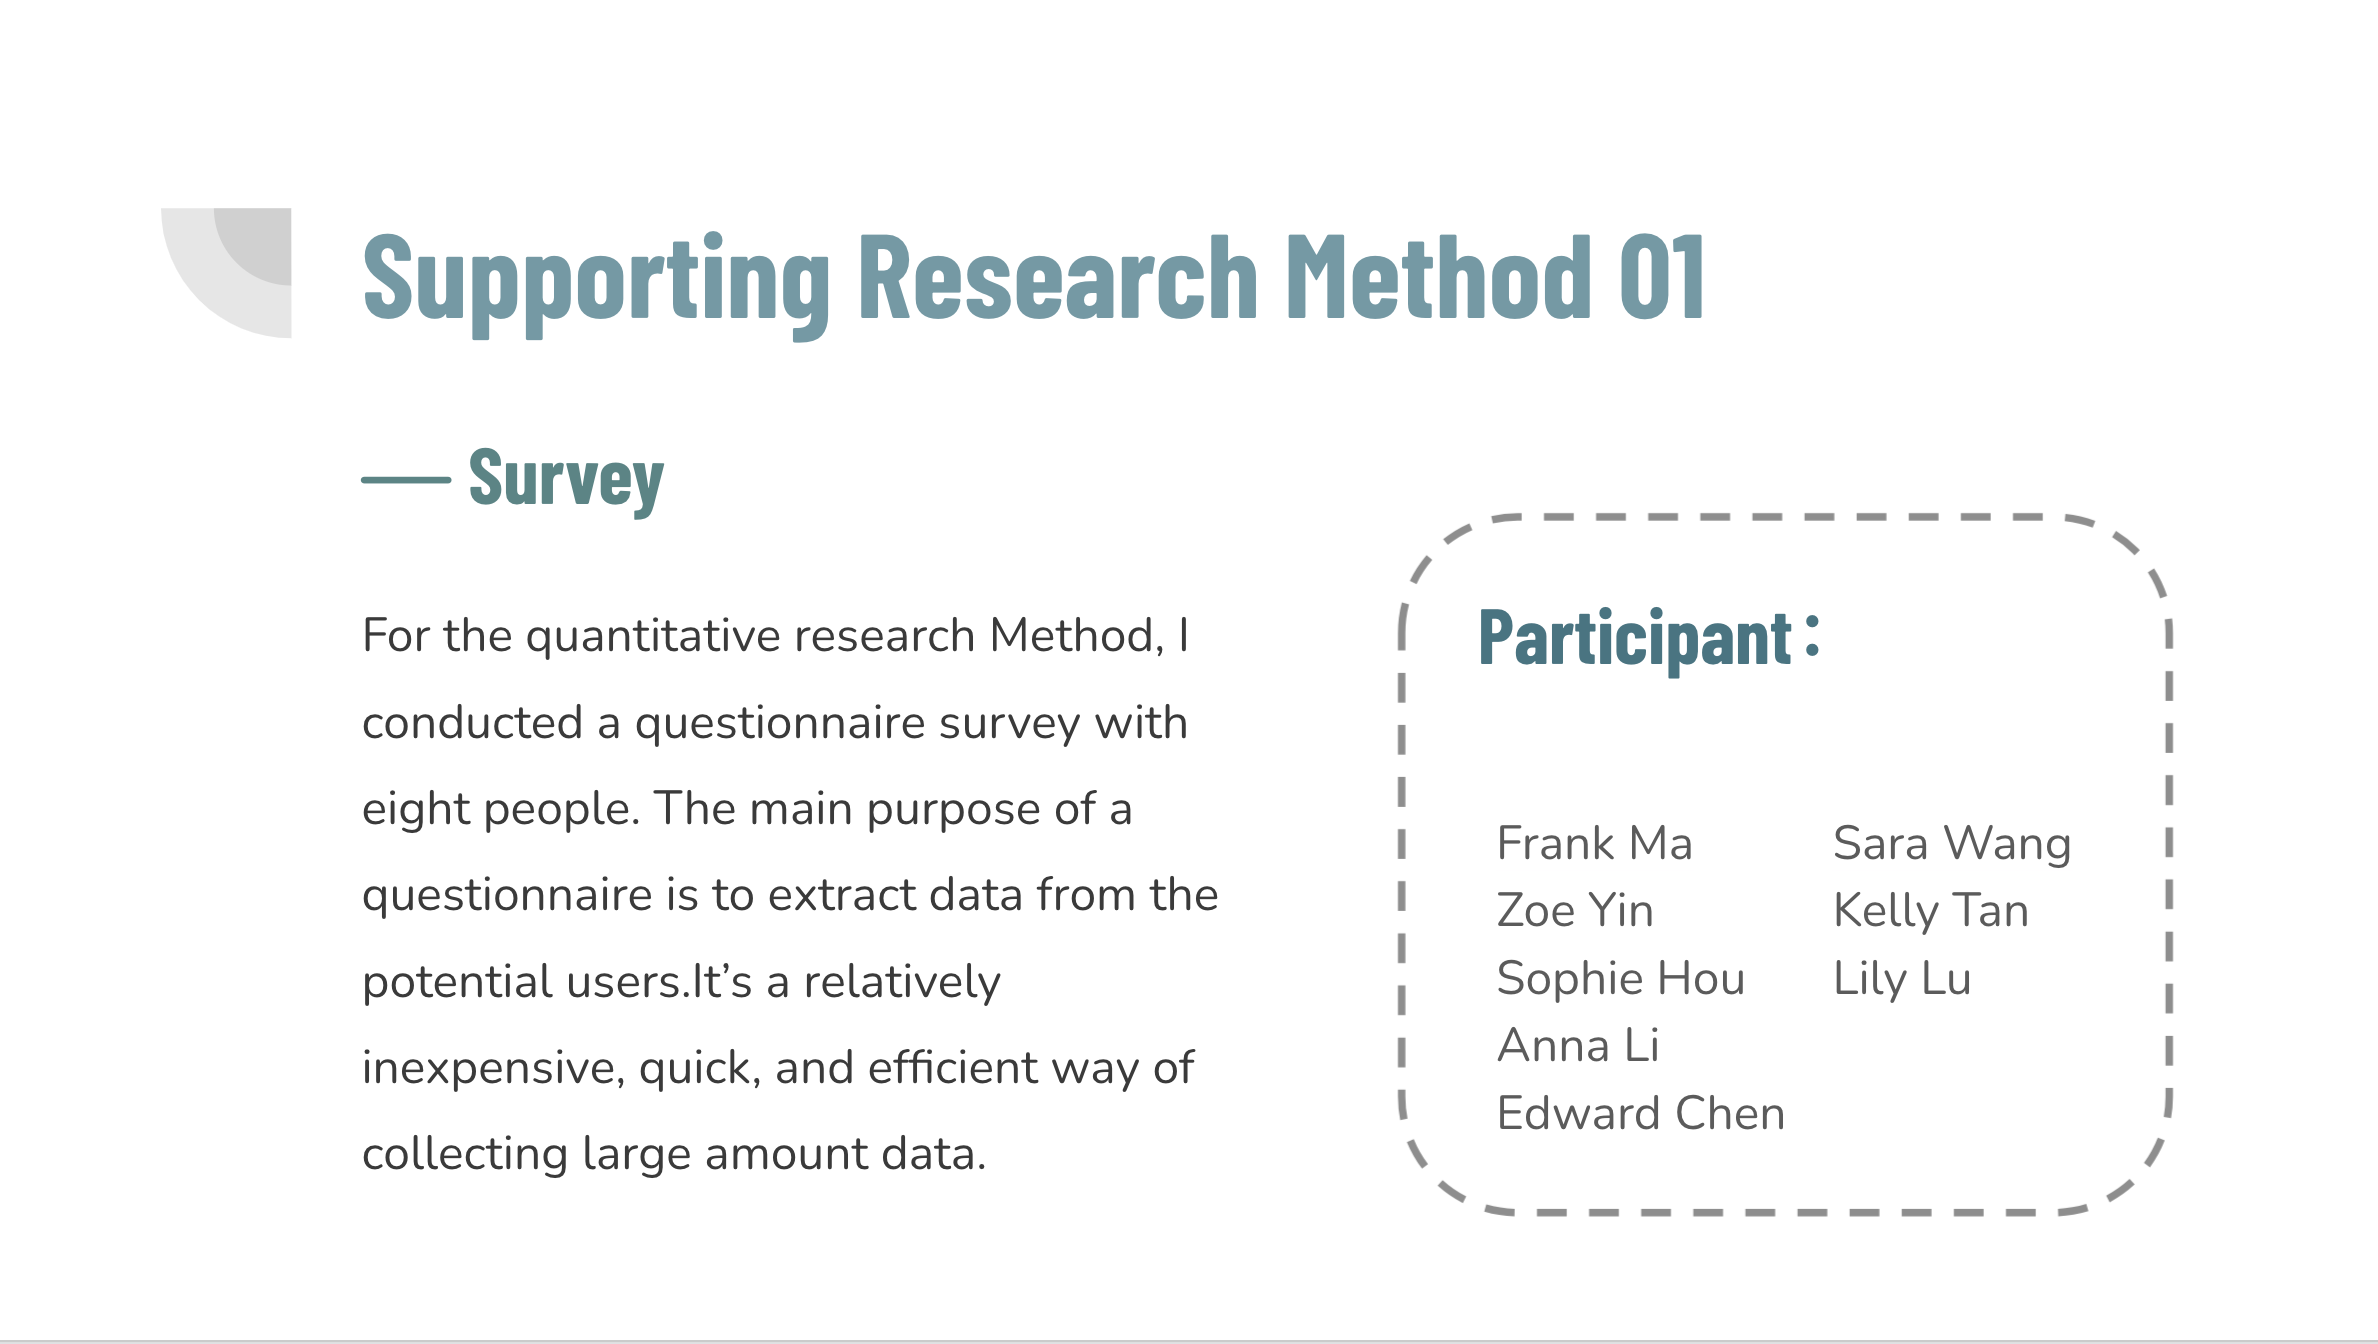 Supporting Research Method 01
Survey
For the quantitative research Method, I
conducted a questionnaire survey with
eight people. The main purpose of a
questionnaire is to extract data from the
potential users.It’s a relatively
inexpensive, quick, and efficient way of
collecting large amount data.
Participant：
Frank Ma
Zoe Yin
Sophie Hou
Anna Li
Edward Chen
Sara Wang
Kelly Tan
Lily Lu